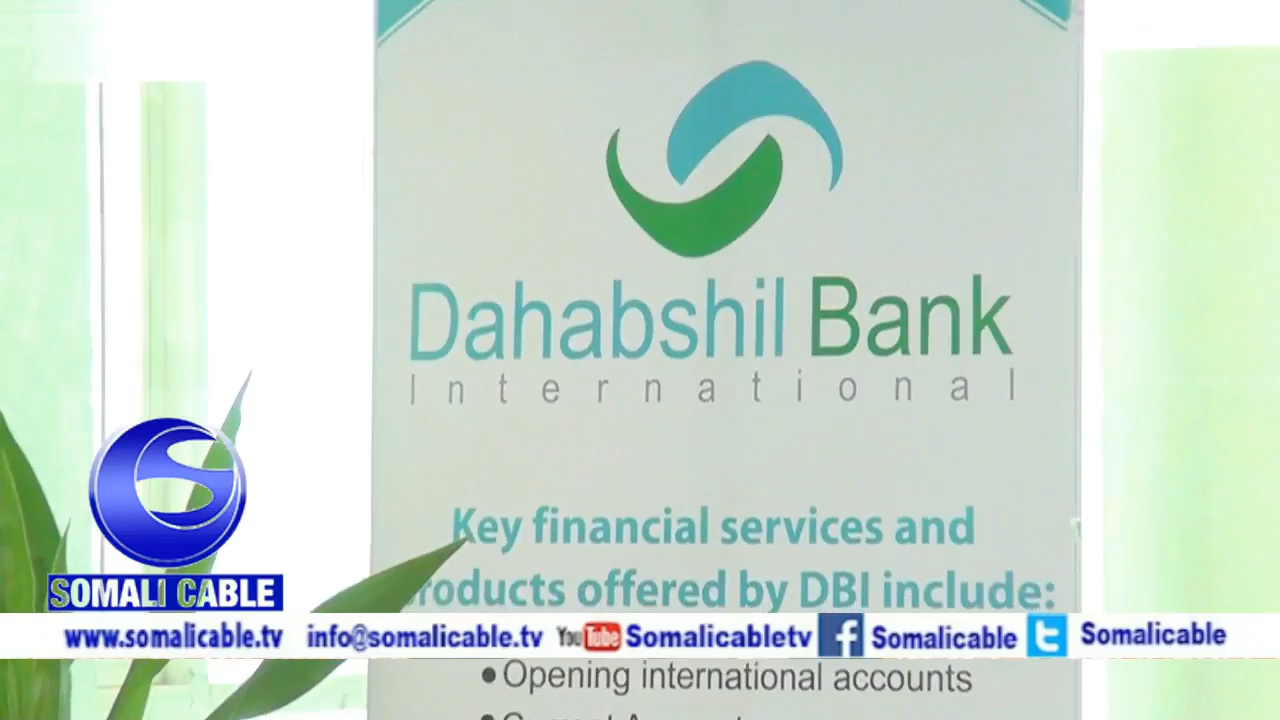 Dahabshil Bank
International
Key financial services and
roducts offered by DBI include:
SOMALI CABLE
www.somalicable.tv info@somalicable.tv YouTube Somalicabletv f Somalicable t Somalicable
• Opening international accounts